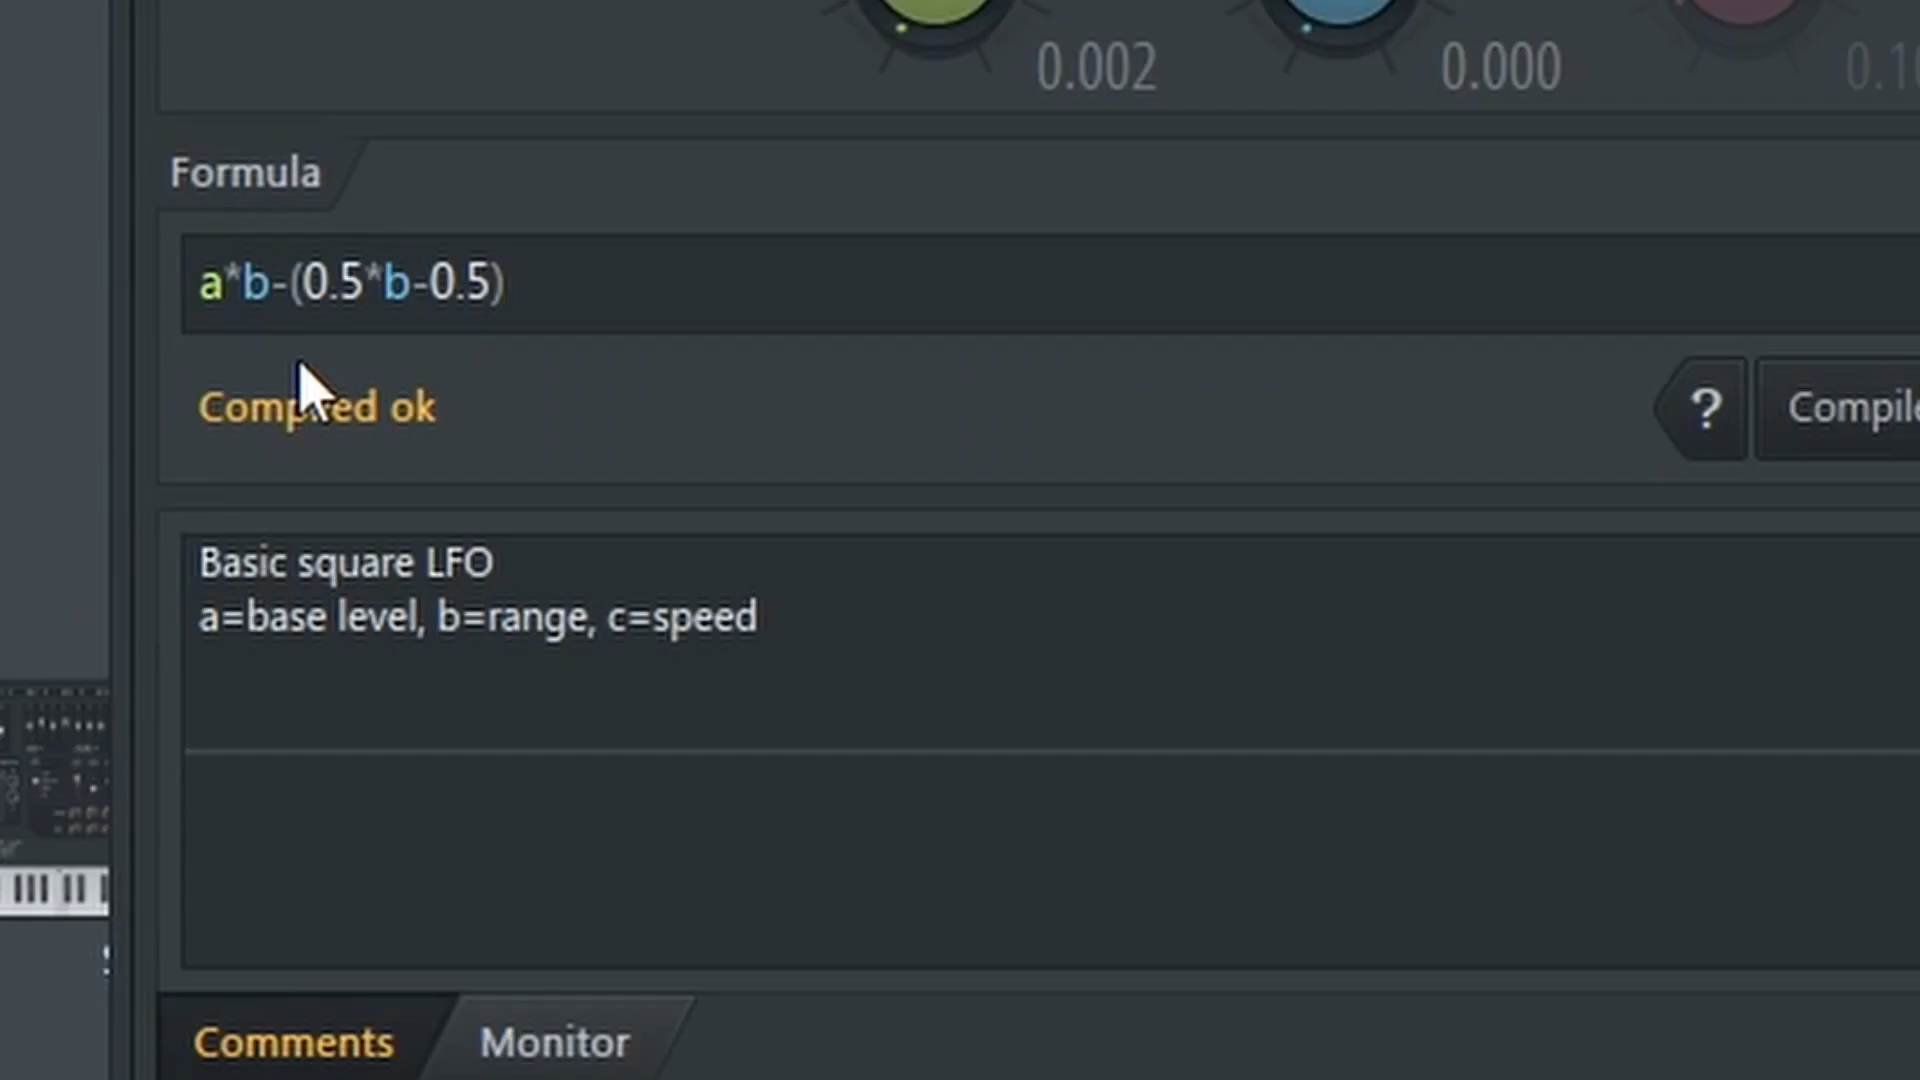 0.002 0.000
Formula
a*b-(0.5*b-0.5)
Compiled ok
?
Basic square LFO
a=base level, b=range, c=speed
Comments Monitor